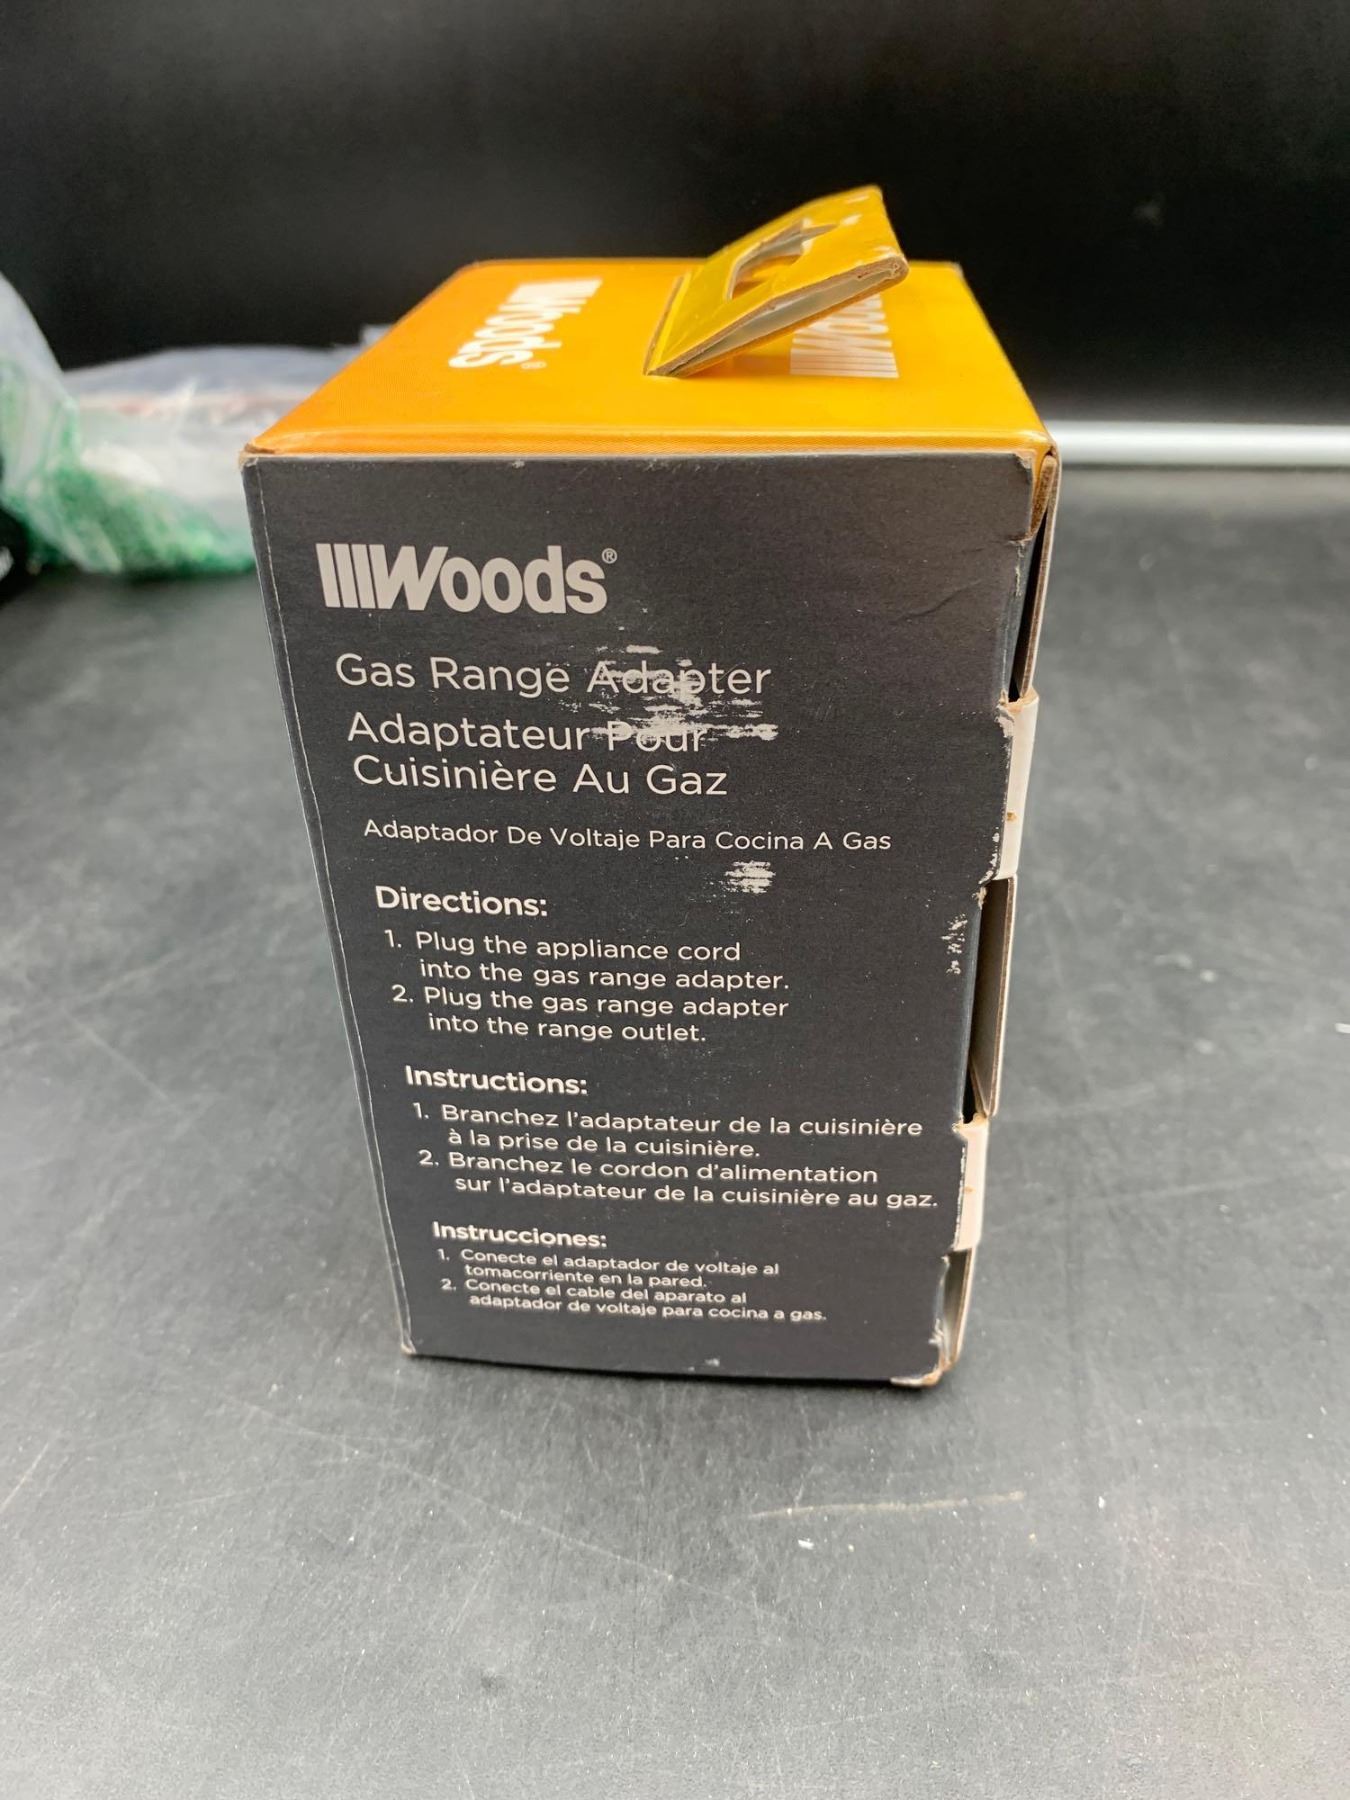 Woods®
Woods
Woods®
Gas Range Adapter
Adaptateur Pour
Cuisinière Au Gaz
Adaptador De Voltaje Para Cocina A Gas
Directions:
1. Plug the appliance cord
into the gas range adapter.
2. Plug the gas range adapter
into the range outlet.
Instructions:
1. Branchez l'adaptateur de la cuisinière
à la prise de la cuisinière.
2. Branchez le cordon d'alimentation
sur l'adaptateur de la cuisinière au gaz.
Instrucciones:
1. Conecte el adaptador de voltaje al
tomacorriente en la pared.
2. Conecte el cable del aparato al
adaptador de voltaje para cocina a gas.